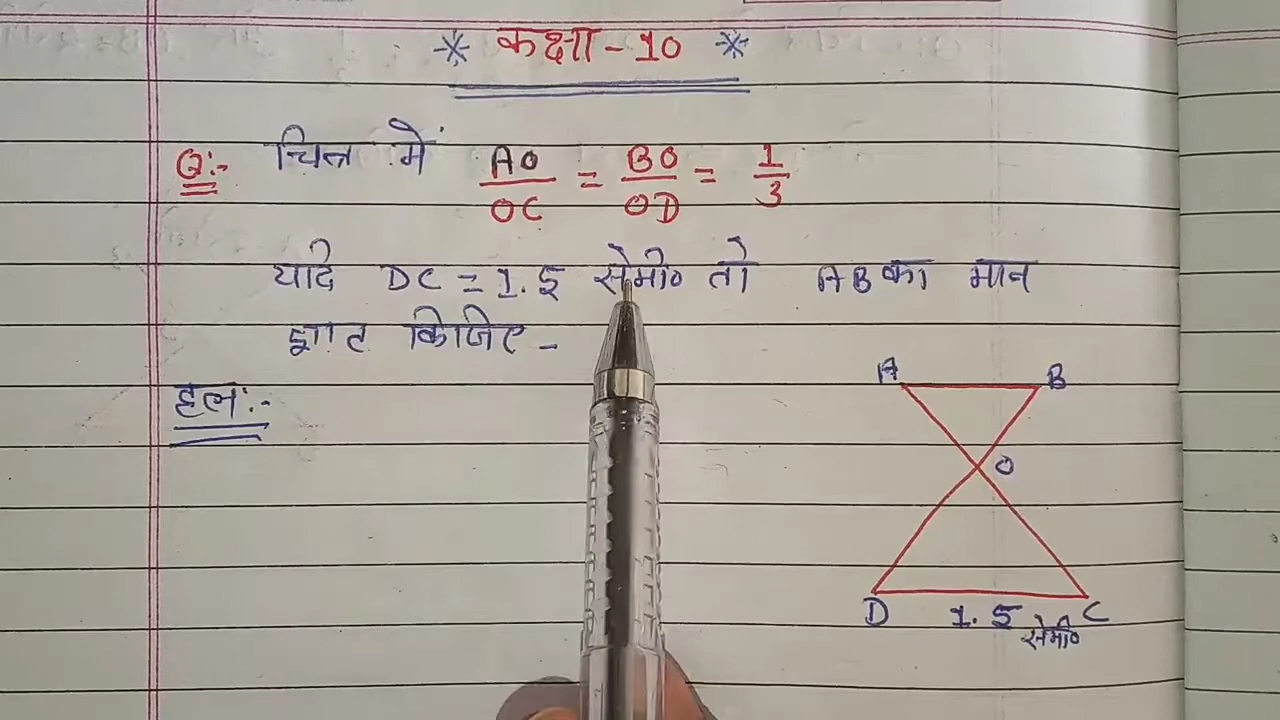 * कक्षा - 10 *
Q:- चित्र में AO/OC = BO/OD = 1/3
यदि DC = 1.5 सेमी० तो AB का मान
ज्ञात किजिए -
हल:-
A B
O
D 1.5 सेमी० C